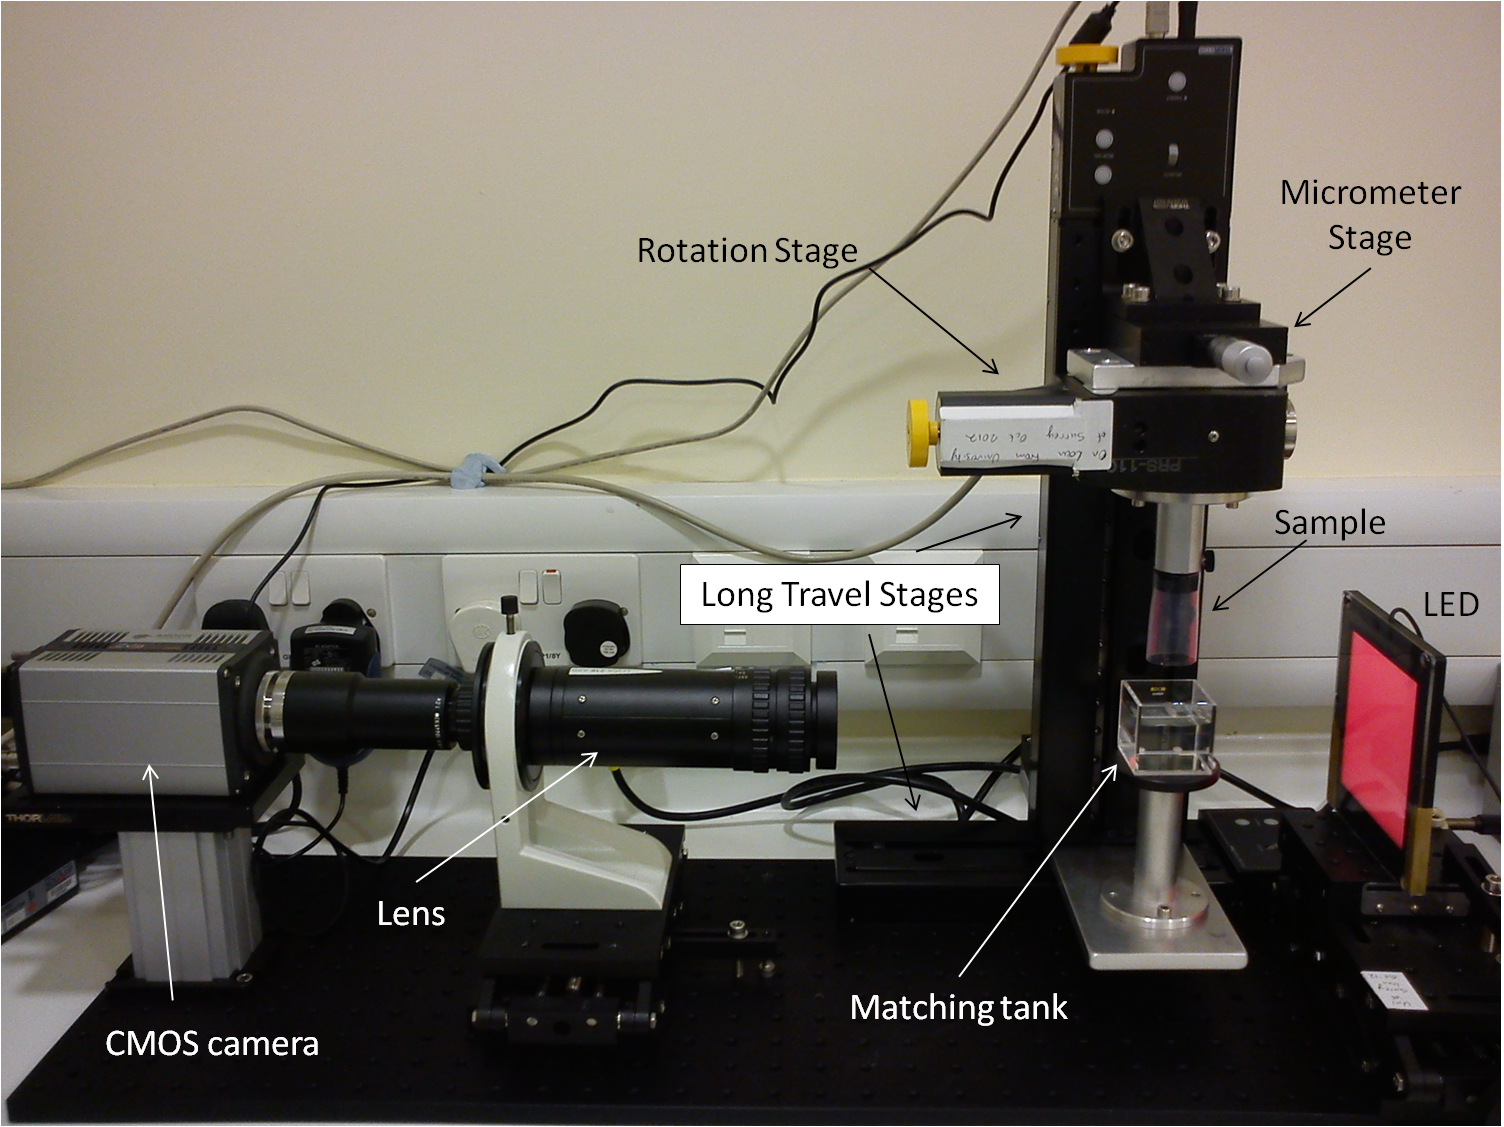 Micrometer
Stage
Rotation Stage
Sample
Long Travel Stages
LED
Lens
Matching tank
CMOS camera
On Loan From University
of Surrey Oct 2012
PRS-110
THORLABS